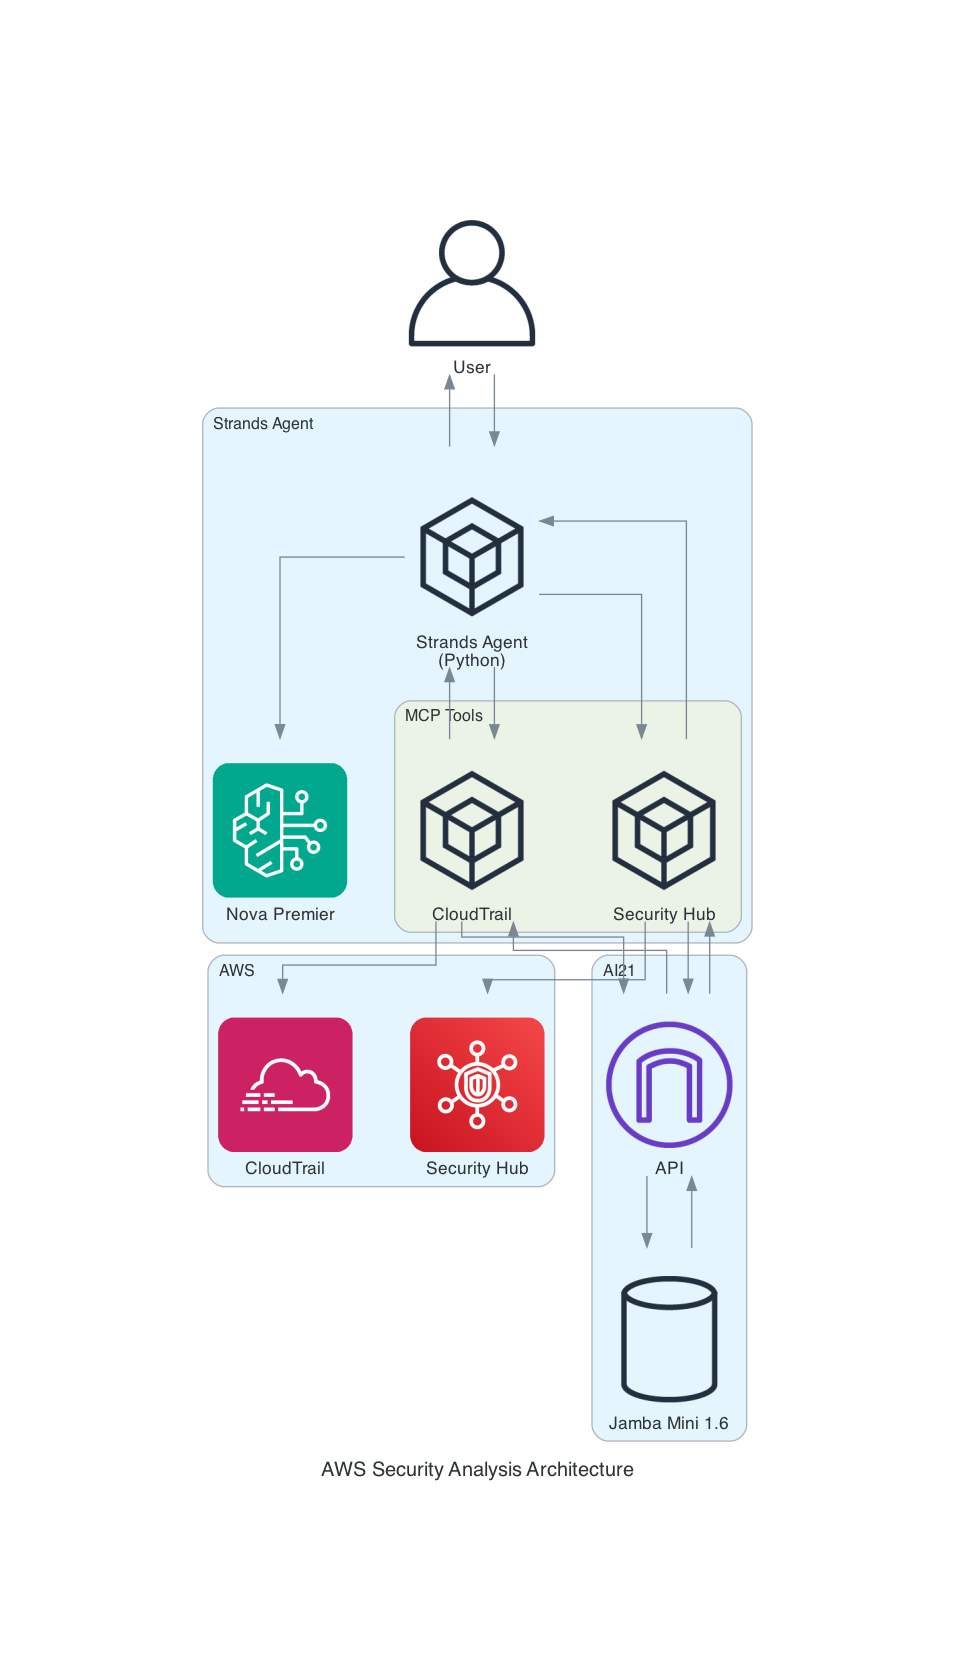 User
Strands Agent
Strands Agent
(Python)
MCP Tools
Nova Premier
CloudTrail
Security Hub
AWS
AI21
CloudTrail
Security Hub
API
Jamba Mini 1.6
AWS Security Analysis Architecture